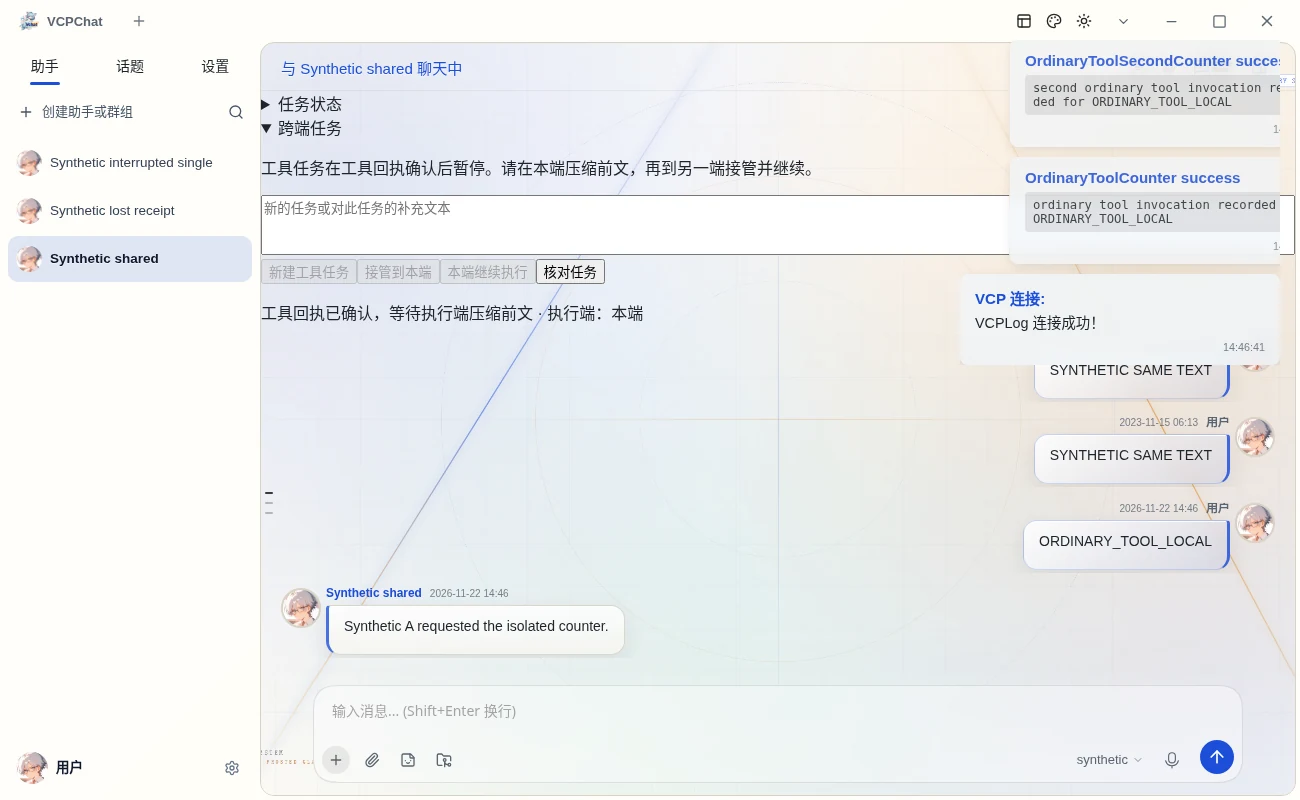 VCPChat
助手
话题
设置
创建助手或群组
Synthetic interrupted single
Synthetic lost receipt
Synthetic shared
用户
与 Synthetic shared 聊天中
任务状态
跨端任务
工具任务在工具回执确认后暂停。请在本端压缩前文，再到另一端接管并继续。
新的任务或对此任务的补充文本
新建工具任务
接管到本端
本端继续执行
核对任务
工具回执已确认，等待执行端压缩前文 · 执行端：本端
OrdinaryToolSecondCounter succe
second ordinary tool invocation re
ded for ORDINARY_TOOL_LOCAL
14
OrdinaryToolCounter success
ordinary tool invocation recorded
ORDINARY_TOOL_LOCAL
14
VCP 连接:
VCPLog 连接成功！
14:46:41
SYNTHETIC SAME TEXT
2023-11-15 06:13 用户
SYNTHETIC SAME TEXT
2026-11-22 14:46 用户
ORDINARY_TOOL_LOCAL
Synthetic shared 2026-11-22 14:46
Synthetic A requested the isolated counter.
输入消息... (Shift+Enter 换行)
synthetic